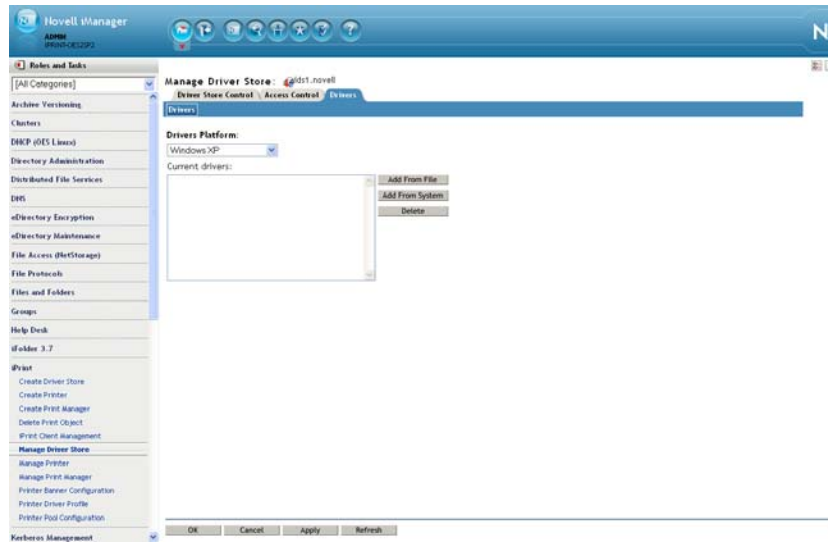 Novell iManager
ADMIN
IPRINT-OES2SP2
N
Roles and Tasks
[All Categories]
Archive Versioning
Clusters
DHCP (OES Linux)
Directory Administration
Distributed File Services
DNS
eDirectory Encryption
eDirectory Maintenance
File Access (NetStorage)
File Protocols
Files and Folders
Groups
Help Desk
iFolder 3.7
iPrint
Create Driver Store
Create Printer
Create Print Manager
Delete Print Object
iPrint Client Management
Manage Driver Store
Manage Printer
Manage Print Manager
Printer Banner Configuration
Printer Driver Profile
Printer Pool Configuration
Kerberos Management
Manage Driver Store: alds1.novell
Driver Store Control
Access Control
Drivers
Drivers
Drivers Platform:
Windows XP
Current drivers:
Add From File
Add From System
Delete
OK
Cancel
Apply
Refresh